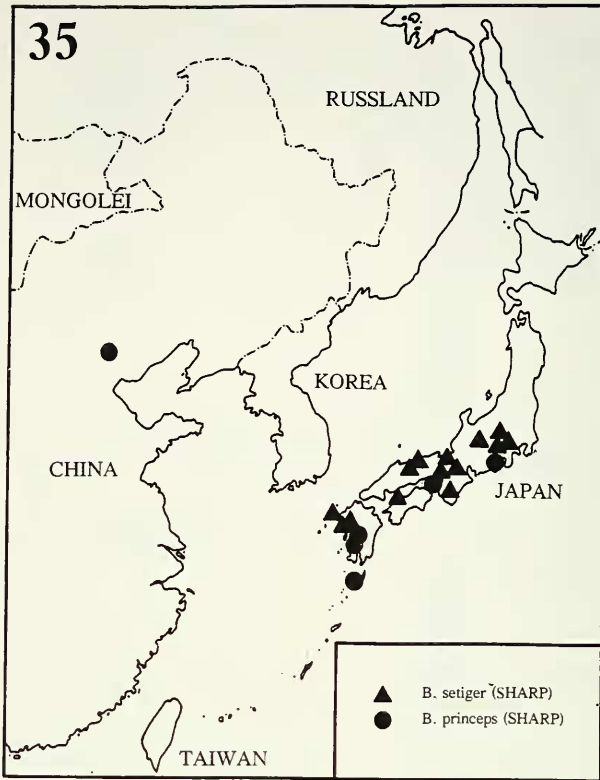 35
RUSSLAND
MONGOLEI
KOREA
CHINA
JAPAN
B. setiger (SHARP)
B. princeps (SHARP)
TAIWAN